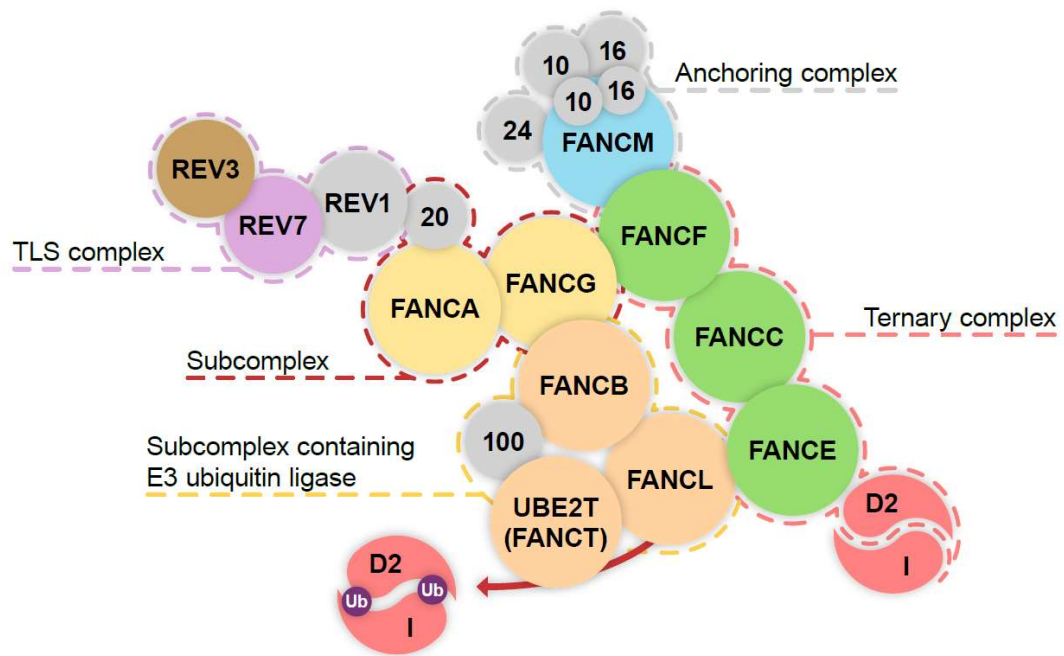 16
10
Anchoring complex
16
10
24
FANCM
REV3
REV1
20
REV7
FANCF
TLS complex
FANCG
FANCA
FANCC
Ternary complex
Subcomplex
FANCB
100
FANCE
Subcomplex containing
E3 ubiquitin ligase
FANCL
UBE2T
(FANCT)
D2
I
D2
Ub
Ub
I